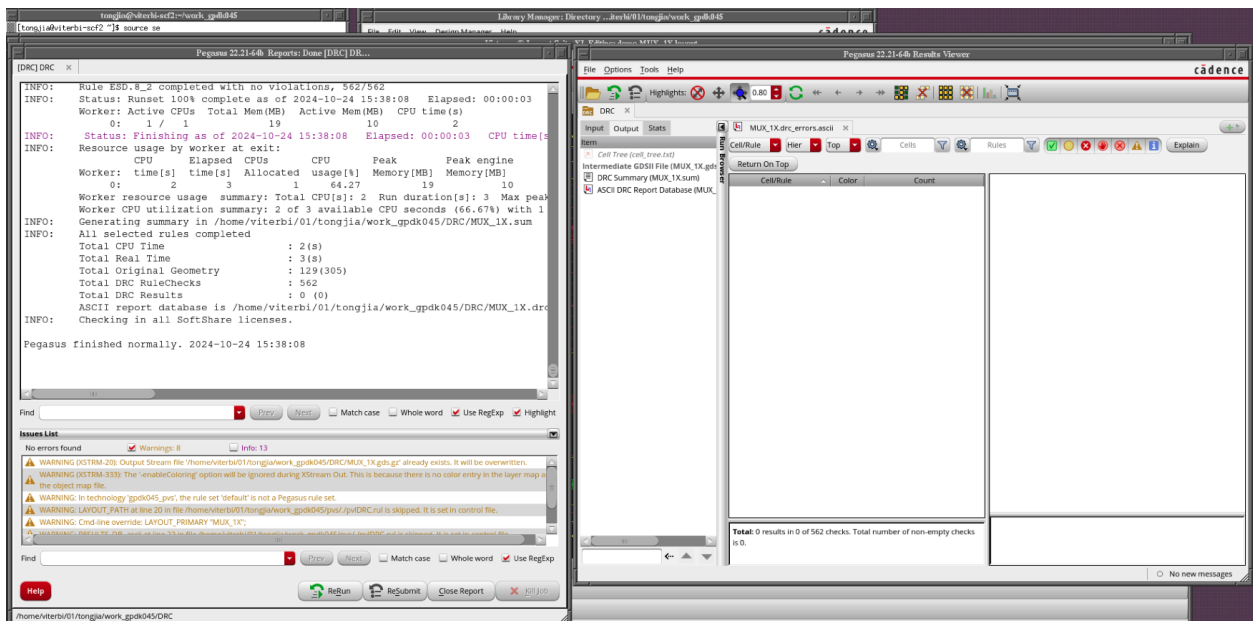 tongjia@viterbi-scf2:~/work_gpdk045
[tongjia@viterbi-scf2 ~]$ source se
Library Manager: Directory ...iterbi/01/tongjia/work_gpdk045
File Edit View Design Manager Help
cādence
Pegasus 22.21-64b Reports: Done [DRC] DR...
[DRC] DRC ×
INFO: Rule ESD.8_2 completed with no violations, 562/562
INFO: Status: Runset 100% complete as of 2024-10-24 15:38:08 Elapsed: 00:00:03
INFO: Worker: Active CPUs Total Mem(MB) Active Mem(MB) CPU time(s)
0: 1 / 1 19 10 2
INFO: Status: Finishing as of 2024-10-24 15:38:08 Elapsed: 00:00:03 CPU time[s
INFO: Resource usage by worker at exit:
CPU Elapsed CPUs CPU Peak Peak engine
Worker: time[s] time[s] Allocated usage[%] Memory[MB] Memory[MB]
0: 2 3 1 64.27 19 10
Worker resource usage summary: Total CPU[s]: 2 Run duration[s]: 3 Max peak
Worker CPU utilization summary: 2 of 3 available CPU seconds (66.67%) with 1
INFO: Generating summary in /home/viterbi/01/tongjia/work_gpdk045/DRC/MUX_1X.sum
INFO: All selected rules completed
Total CPU Time : 2(s)
Total Real Time : 3(s)
Total Original Geometry : 129(305)
Total DRC RuleChecks : 562
Total DRC Results : 0 (0)
ASCII report database is /home/viterbi/01/tongjia/work_gpdk045/DRC/MUX_1X.drc
INFO: Checking in all SoftShare licenses.
Pegasus finished normally. 2024-10-24 15:38:08
Find Prev Next Match case Whole word Use RegExp Highlight
Issues List
No errors found Warnings: 8 Info: 13
WARNING (XSTRM-20): Output Stream file '/home/viterbi/01/tongjia/work_gpdk045/DRC/MUX_1X.gds.gz' already exists. It will be overwritten.
WARNING (XSTRM-333): The '-enableColoring' option will be ignored during XStream Out. This is because there is no color entry in the layer map a
the object map file.
WARNING: In technology 'gpdk045_pvs', the rule set 'default' is not a Pegasus rule set.
WARNING: LAYOUT_PATH at line 20 in file /home/viterbi/01/tongjia/work_gpdk045/pvs/./pvlDRC.rul is skipped. It is set in control file.
WARNING: Cmd-line override: LAYOUT_PRIMARY "MUX_1X";
Find Prev Next Match case Whole word Use RegExp
Help ReRun ReSubmit Close Report Kill Job
/home/viterbi/01/tongjia/work_gpdk045/DRC
Pegasus 22.21-64b Results Viewer
File Options Tools Help cādence
Highlights: 0.80
DRC ×
Input Output Stats
Item
Cell Tree (cell_tree.txt)
Intermediate GDSII File (MUX_1X.gds
DRC Summary (MUX_1X.sum)
ASCII DRC Report Database (MUX_
Run Browser
MUX_1X.drc_errors.ascii ×
Cell/Rule Hier Top Cells Rules Explain
Return On Top
Cell/Rule Color Count
Total: 0 results in 0 of 562 checks. Total number of non-empty checks
is 0.
No new messages